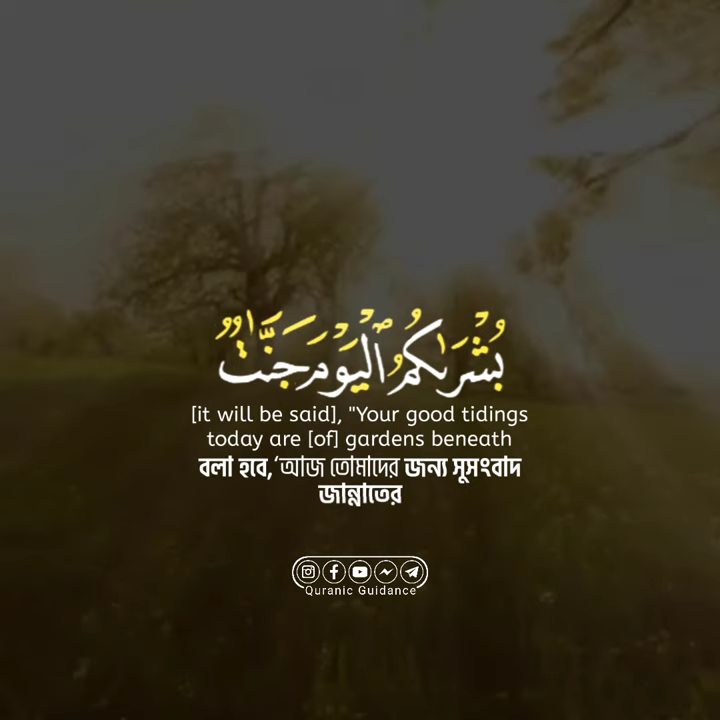 بُشْرَىٰكُمُ ٱلْيَوْمَ جَنَّـٰتٌ
[it will be said], "Your good tidings
today are [of] gardens beneath
বলা হবে, ‘আজ তোমাদের জন্য সুসংবাদ
জান্নাতের
Quranic Guidance